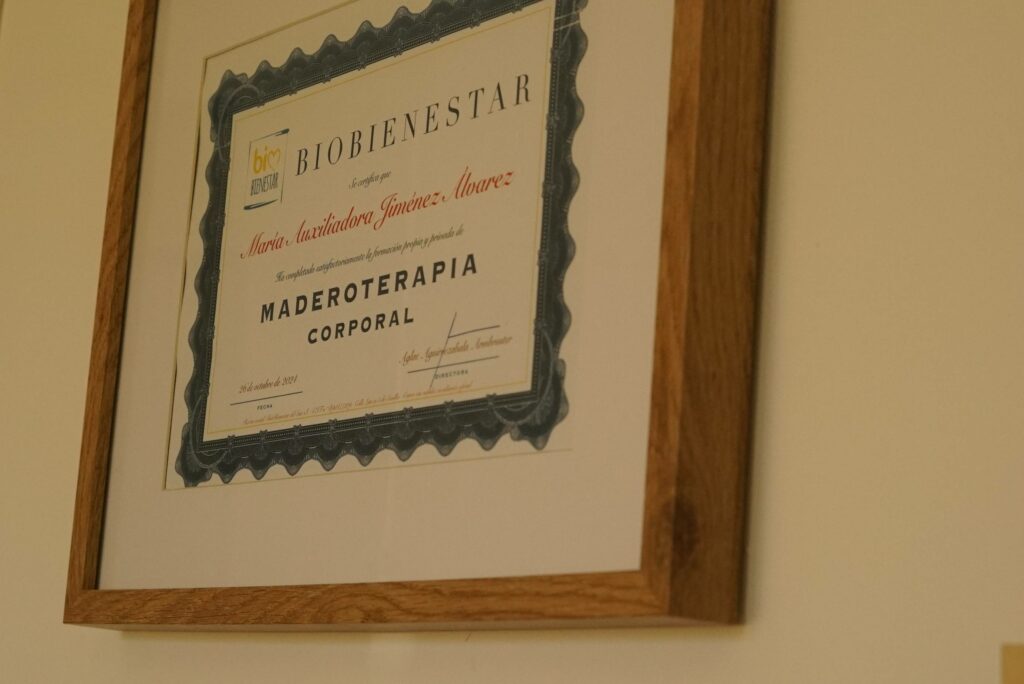 bio
BIENESTAR
BIOBIENESTAR
Se certifica que
María Auxiliadora Jiménez Álvarez
Ha completado satisfactoriamente la formación propia y privada de
MADEROTERAPIA
CORPORAL
26 de octubre de 2021
FECHA
DIRECTORA